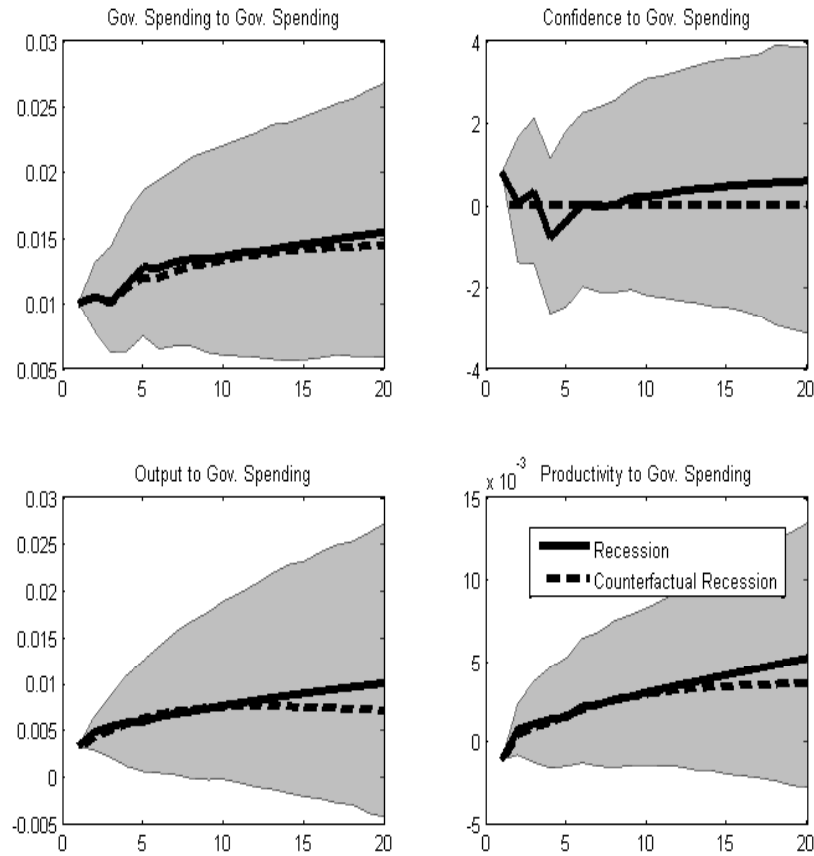 Gov. Spending to Gov. Spending
0.03
0.025
0.02
0.015
0.01
0.005
0 5 10 15 20
Confidence to Gov. Spending
4
2
0
-2
-4
0 5 10 15 20
Output to Gov. Spending
0.03
0.025
0.02
0.015
0.01
0.005
0
-0.005
0 5 10 15 20
x 10^-3 Productivity to Gov. Spending
15
10
5
0
-5
Recession
Counterfactual Recession
0 5 10 15 20